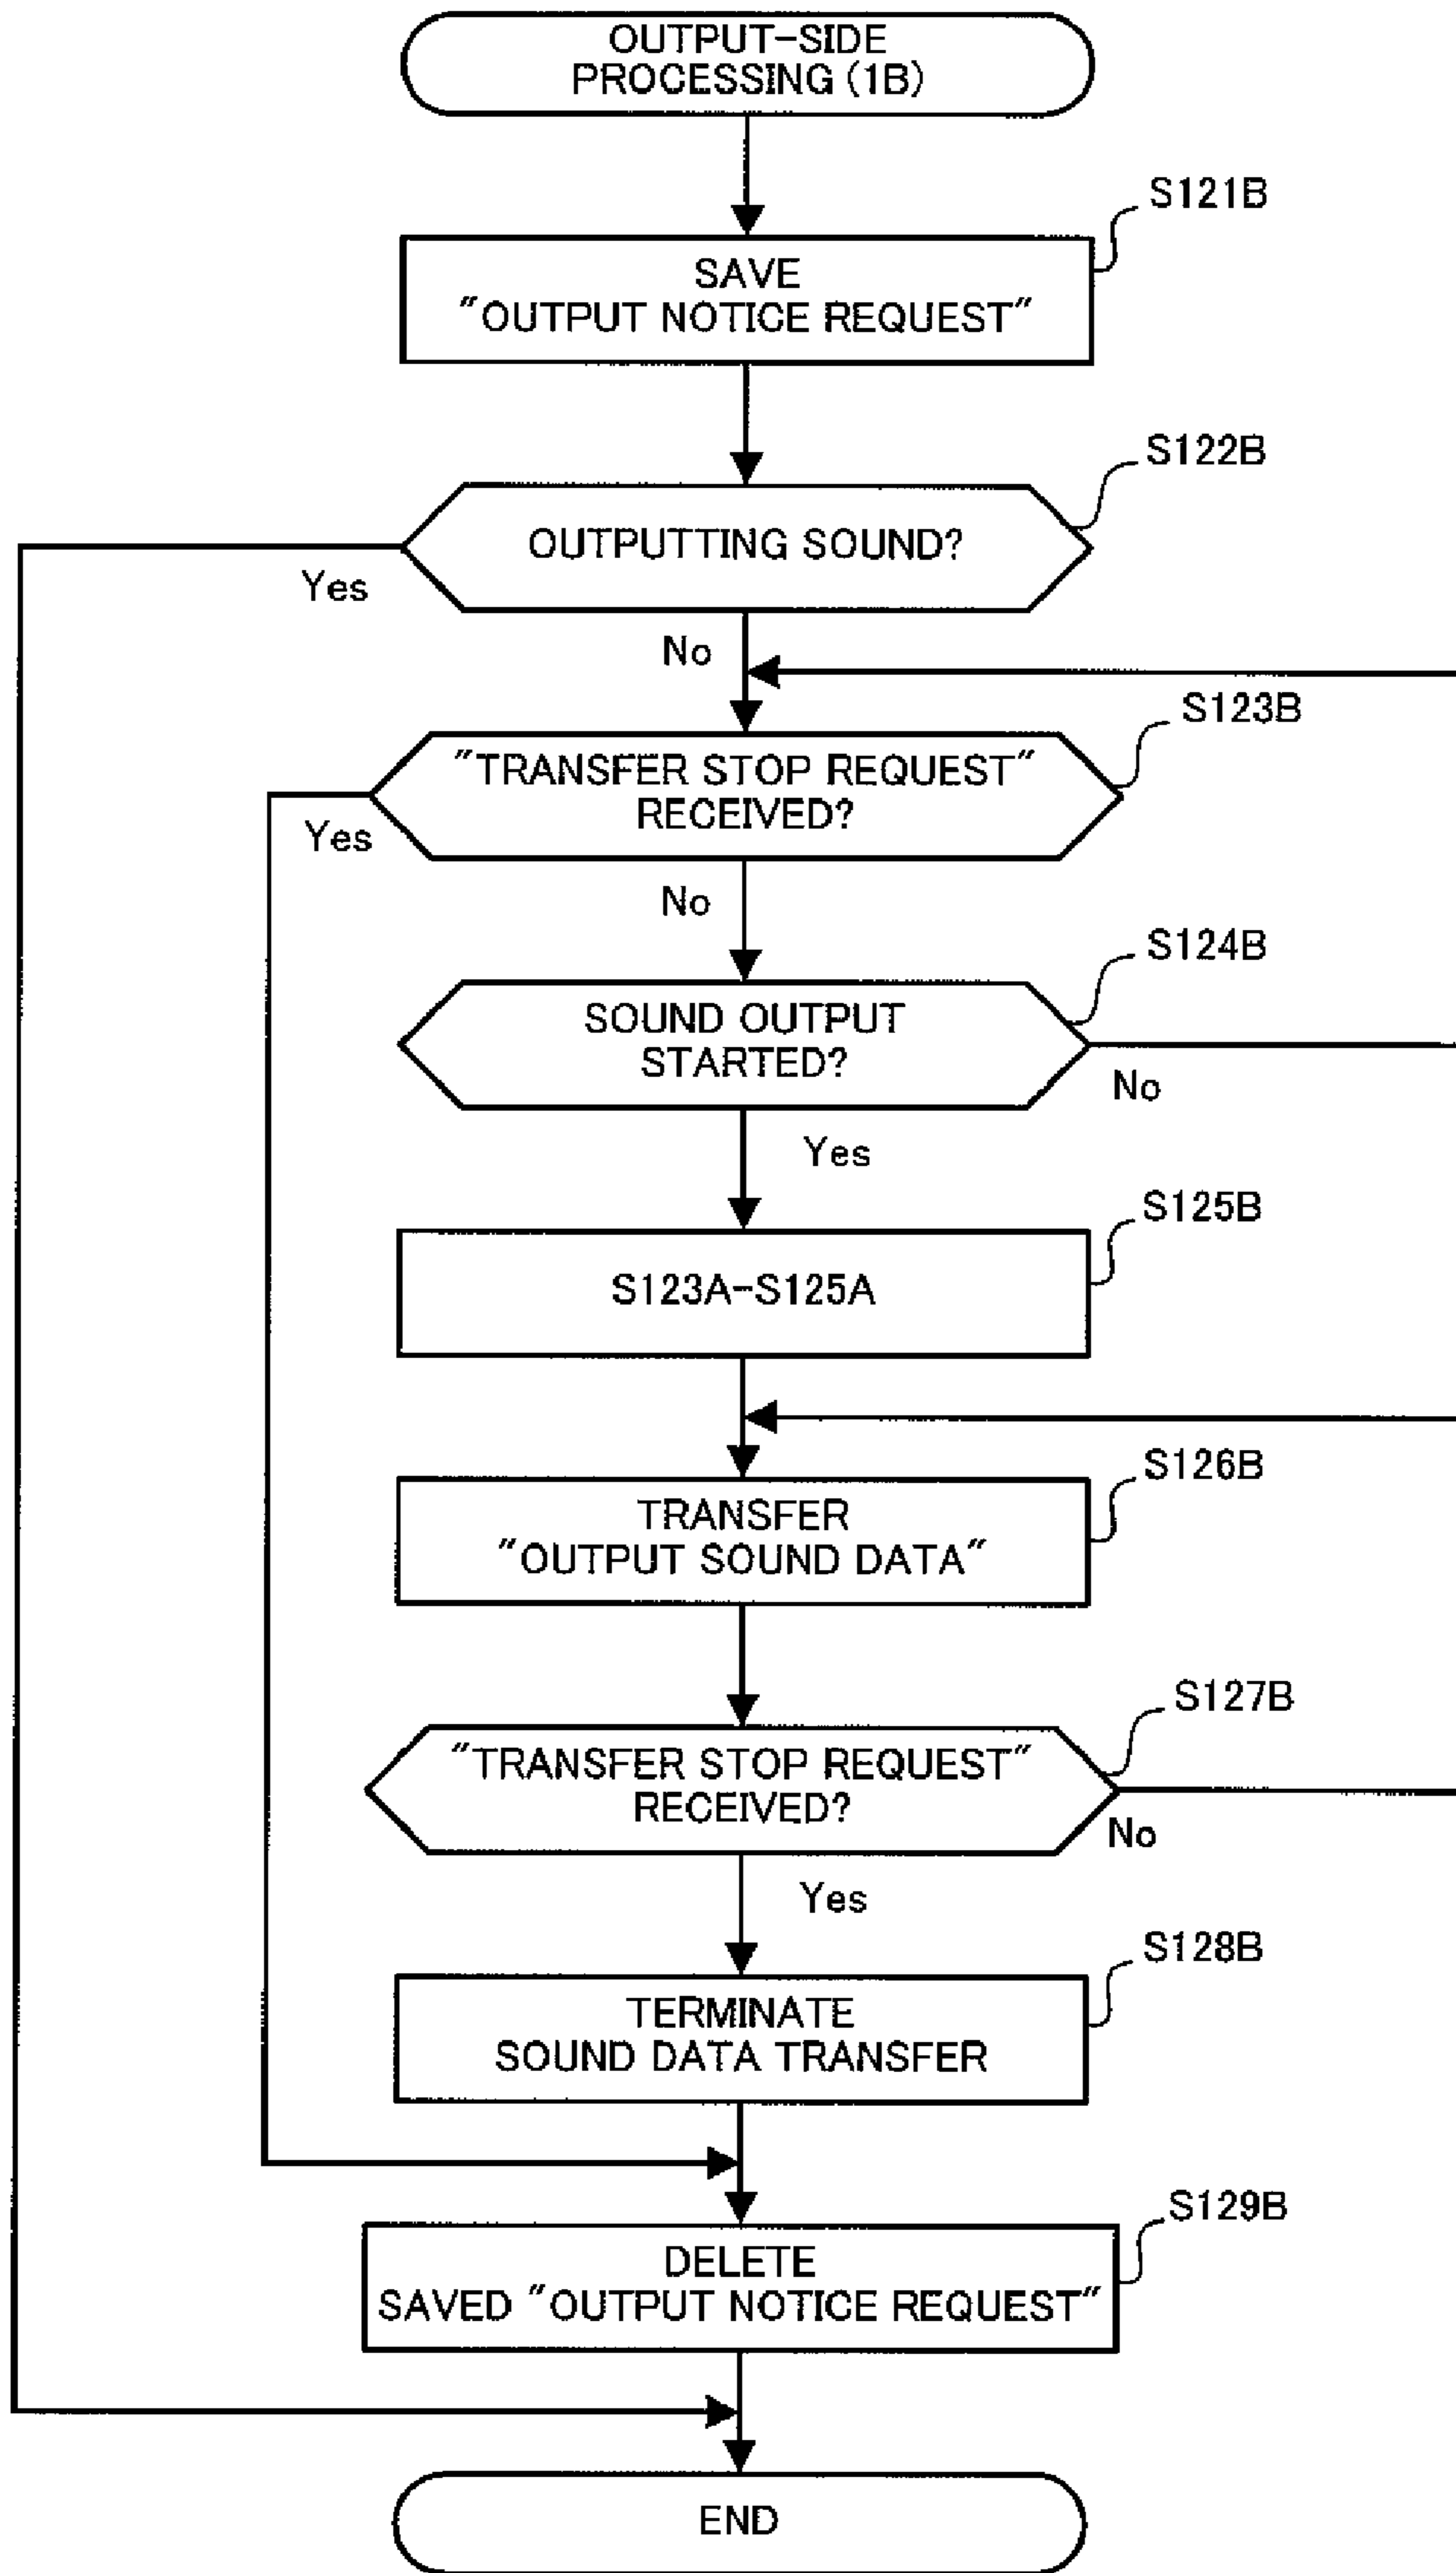 OUTPUT-SIDE
PROCESSING (1B)
S121B
SAVE
"OUTPUT NOTICE REQUEST"
S122B
OUTPUTTING SOUND?
Yes
No
S123B
"TRANSFER STOP REQUEST"
RECEIVED?
Yes
No
S124B
SOUND OUTPUT
STARTED?
No
Yes
S125B
S123A-S125A
S126B
TRANSFER
"OUTPUT SOUND DATA"
S127B
"TRANSFER STOP REQUEST"
RECEIVED?
No
Yes
S128B
TERMINATE
SOUND DATA TRANSFER
S129B
DELETE
SAVED "OUTPUT NOTICE REQUEST"
END